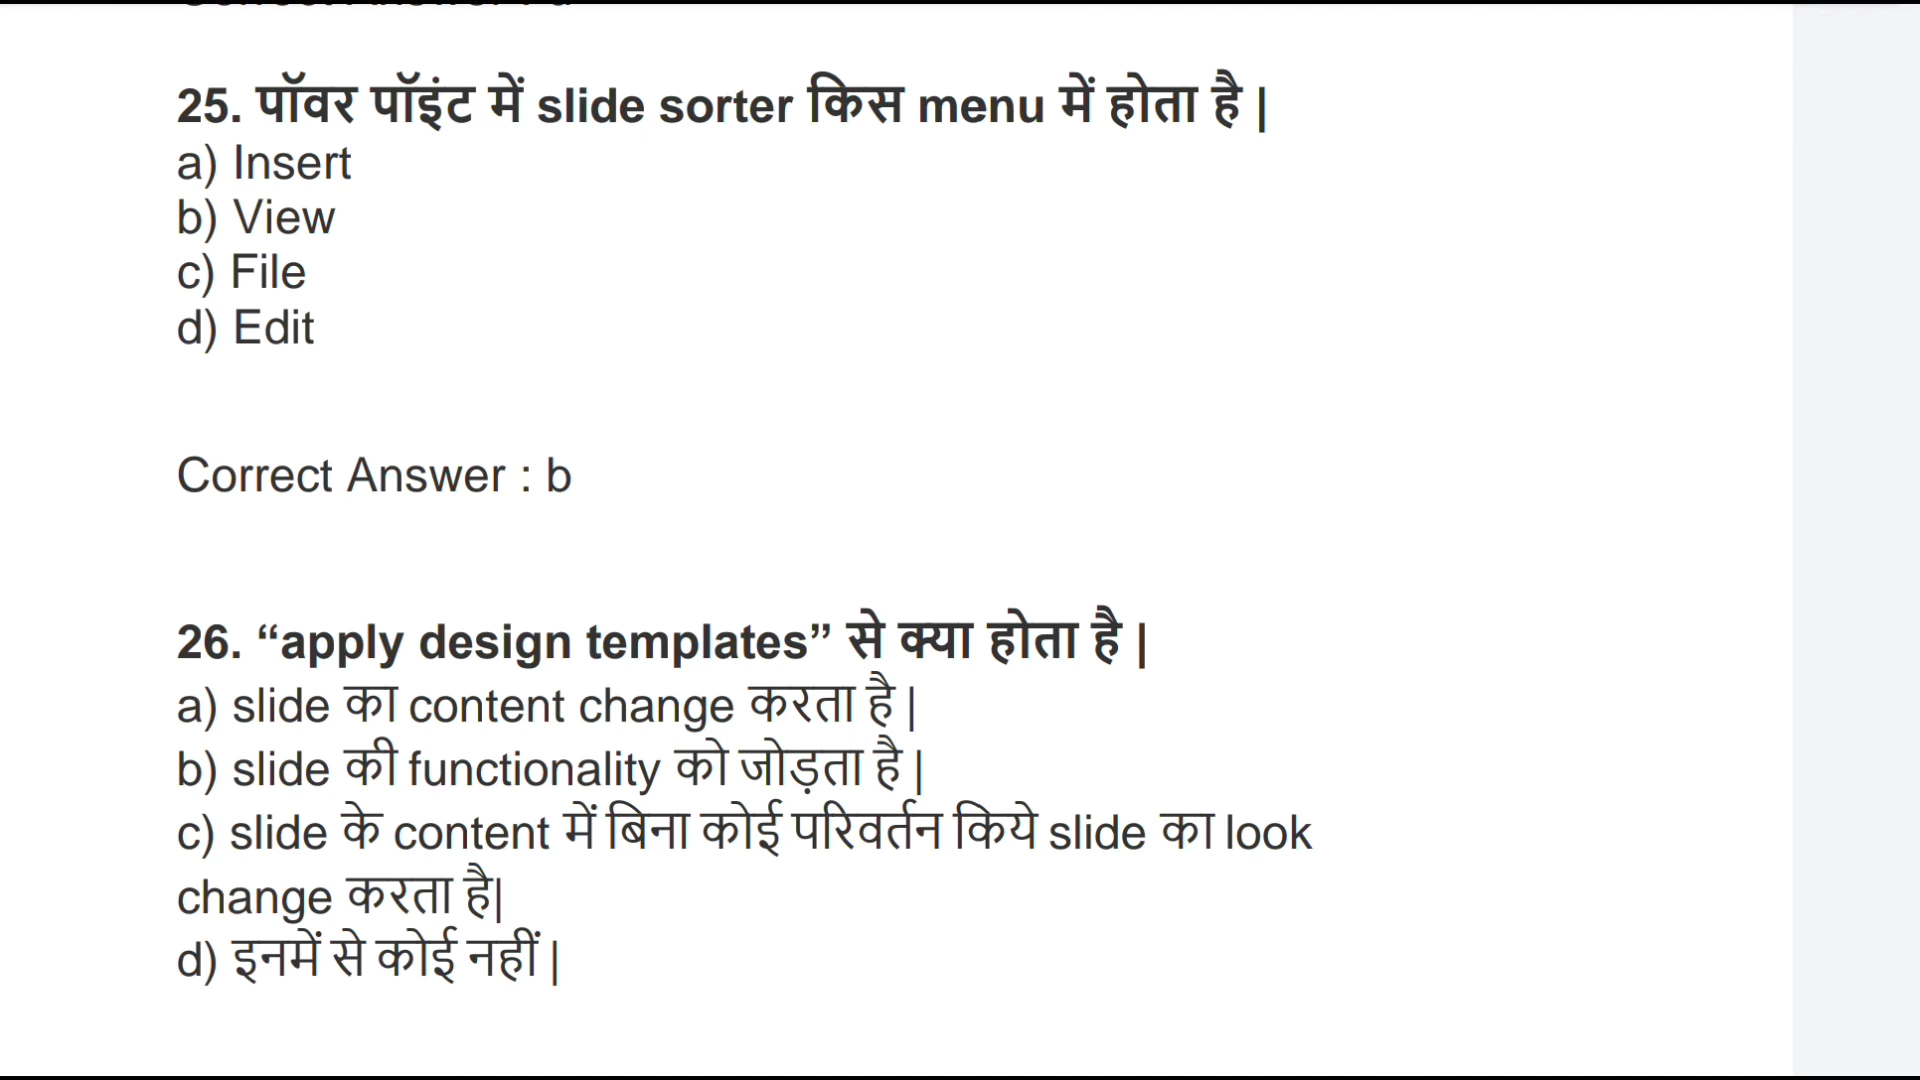 25. पॉवर पॉइंट में slide sorter किस menu में होता है |
a) Insert
b) View
c) File
d) Edit
Correct Answer : b
26. “apply design templates” से क्या होता है |
a) slide का content change करता है |
b) slide की functionality को जोड़ता है |
c) slide के content में बिना कोई परिवर्तन किये slide का look
change करता है|
d) इनमें से कोई नहीं |